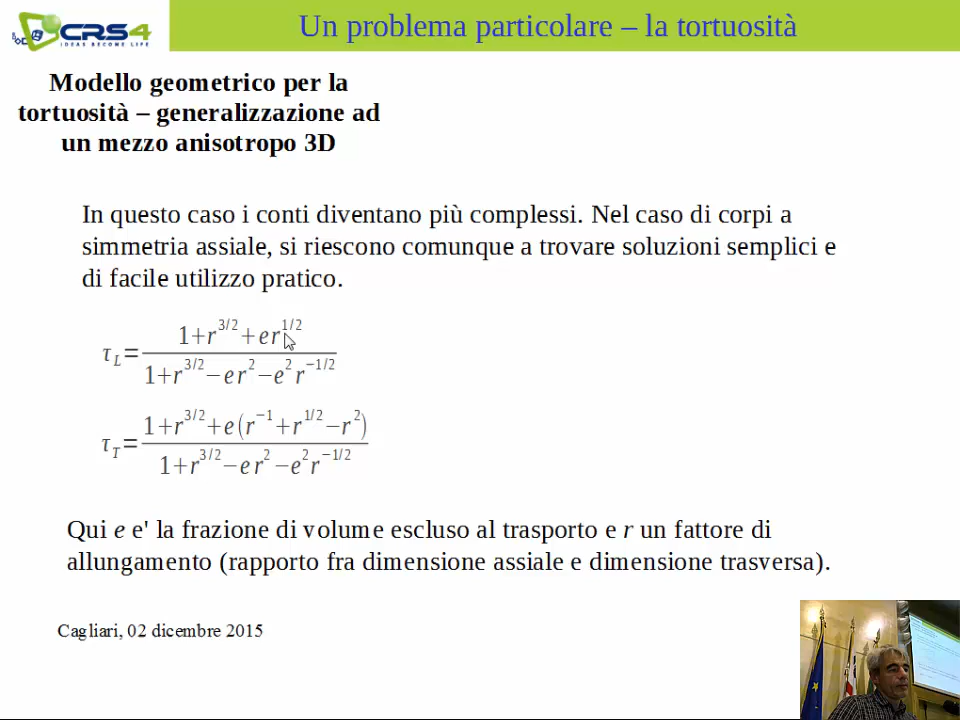 CRS4
IDEAS BECOME LIFE
Un problema particolare – la tortuosità
Modello geometrico per la
tortuosità – generalizzazione ad
un mezzo anisotropo 3D
In questo caso i conti diventano più complessi. Nel caso di corpi a
simmetria assiale, si riescono comunque a trovare soluzioni semplici e
di facile utilizzo pratico.
τ_L = (1+r^{3/2}+er^{1/2}) / (1+r^{3/2}−er^{2}−e^{2}r^{−1/2})
τ_T = (1+r^{3/2}+e(r^{−1}+r^{1/2}−r^{2})) / (1+r^{3/2}−er^{2}−e^{2}r^{−1/2})
Qui e e' la frazione di volume escluso al trasporto e r un fattore di
allungamento (rapporto fra dimensione assiale e dimensione trasversa).
Cagliari, 02 dicembre 2015